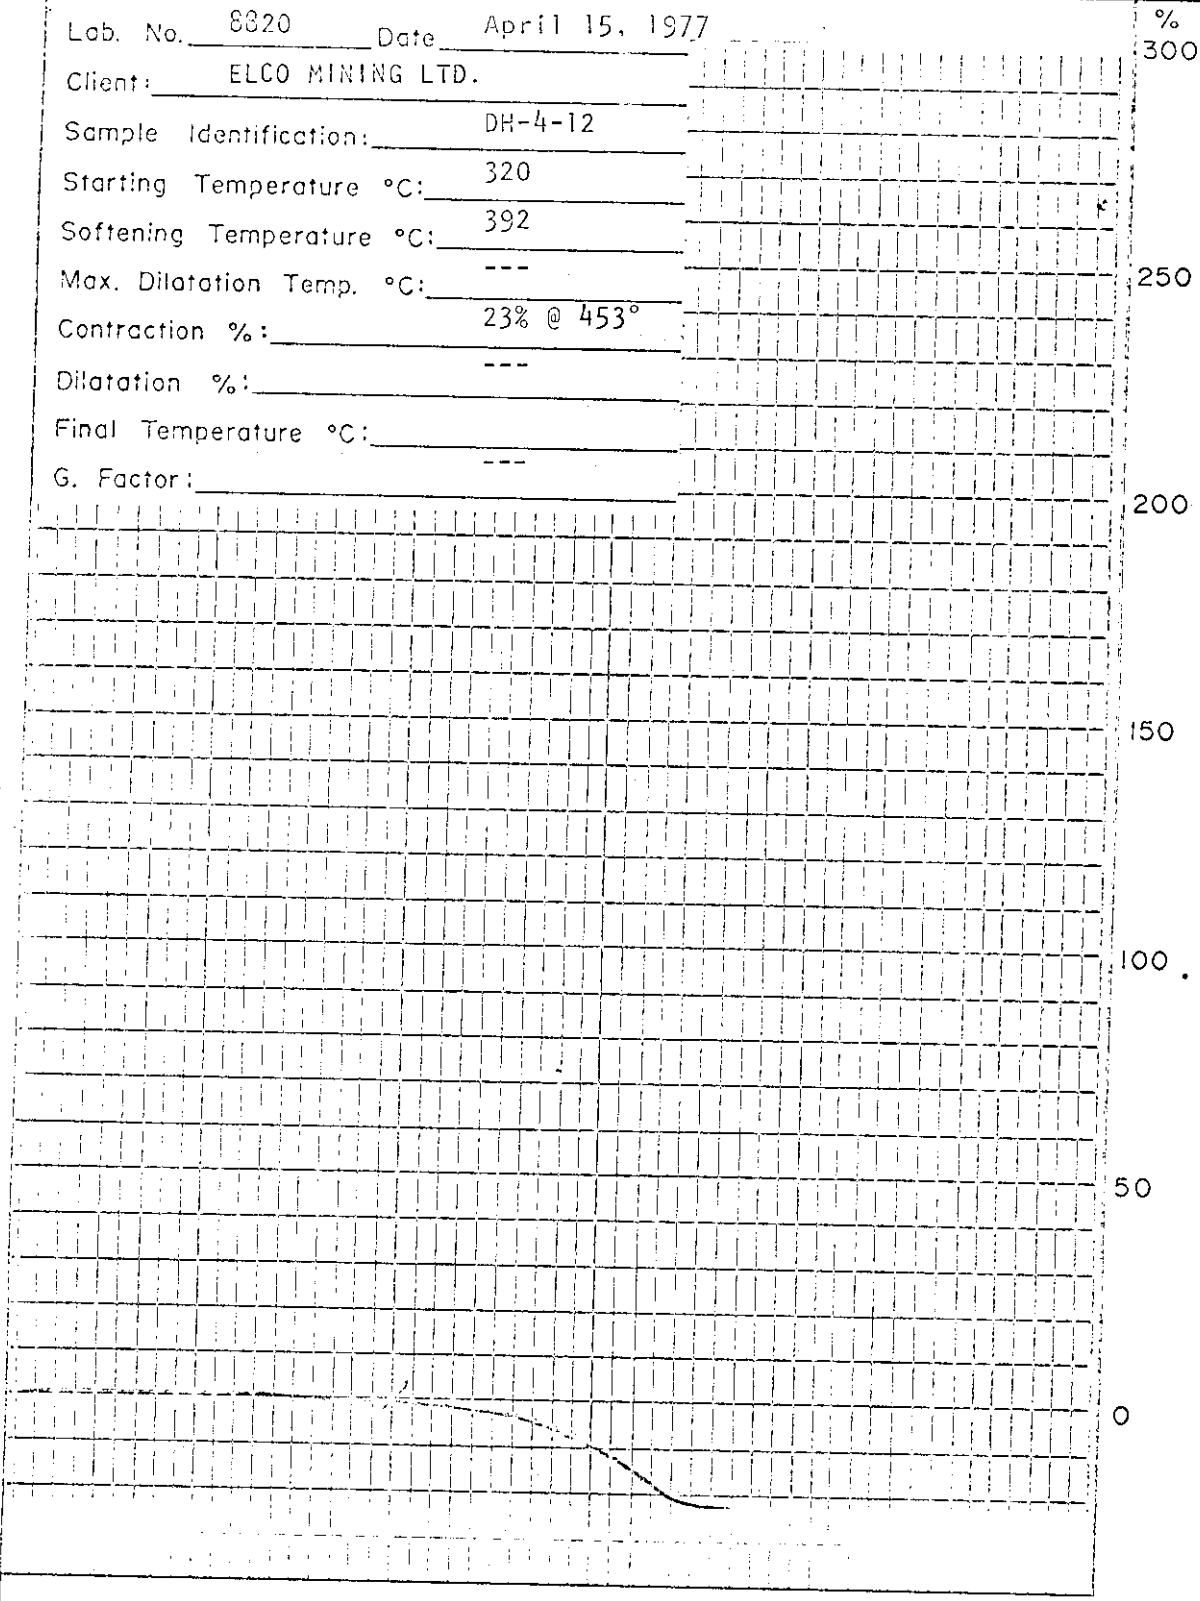 Lab. No. 8820 Date April 15, 1977
Client: ELCO MINING LTD.
Sample Identification: DH-4-12
Starting Temperature °C: 320
Softening Temperature °C: 392
Max. Dilatation Temp. °C: ---
Contraction %: 23% @ 453°
Dilatation %: ---
Final Temperature °C:
G. Factor: ---
%
300
250
200
150
100
50
0